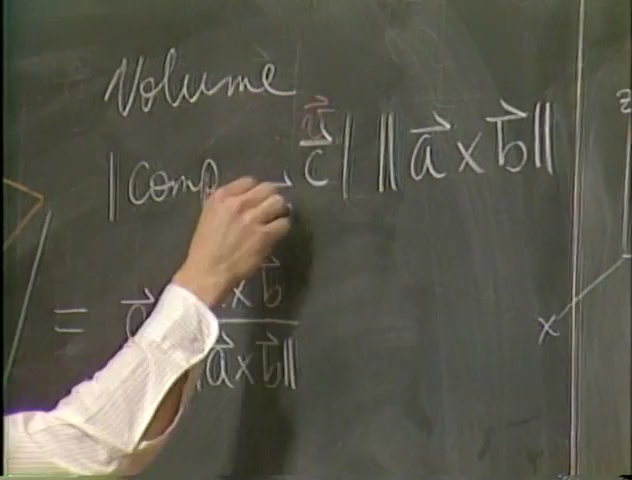 Volume
|comp c⃗| ‖a⃗ × b⃗‖
= × b⃗
a⃗ × b⃗‖
z
x